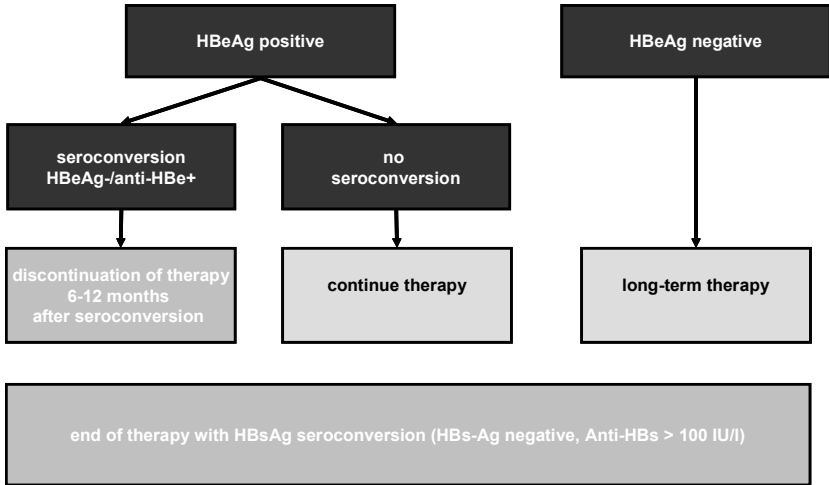 HBeAg positive
HBeAg negative
seroconversion
HBeAg-/anti-HBe+
no
seroconversion
discontinuation of therapy
6-12 months
after seroconversion
continue therapy
long-term therapy
end of therapy with HBsAg seroconversion (HBs-Ag negative, Anti-HBs > 100 IU/l)